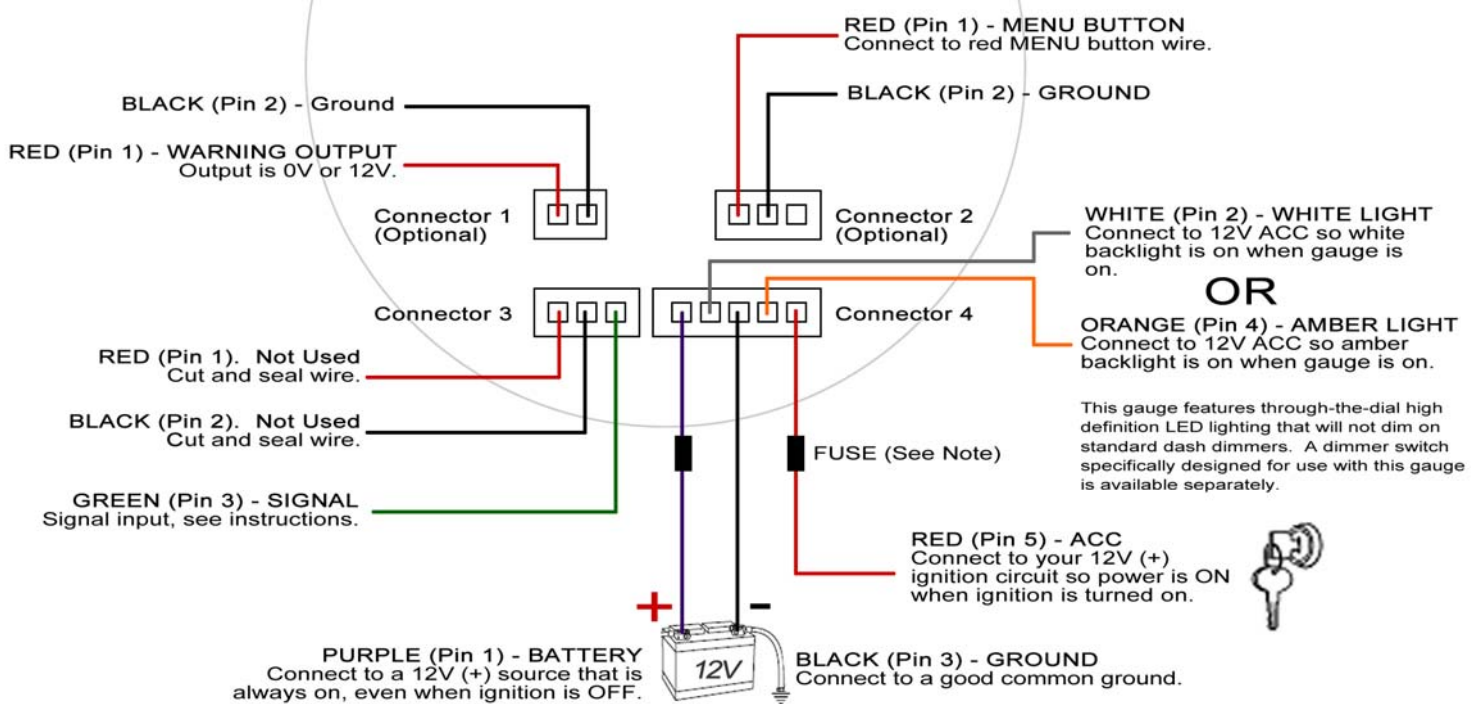 RED (Pin 1) - MENU BUTTON
Connect to red MENU button wire.
BLACK (Pin 2) - Ground
BLACK (Pin 2) - GROUND
RED (Pin 1) - WARNING OUTPUT
Output is 0V or 12V.
Connector 1
(Optional)
Connector 2
(Optional)
WHITE (Pin 2) - WHITE LIGHT
Connect to 12V ACC so white
backlight is on when gauge is
on.
OR
Connector 3
Connector 4
ORANGE (Pin 4) - AMBER LIGHT
Connect to 12V ACC so amber
backlight is on when gauge is on.
RED (Pin 1). Not Used
Cut and seal wire.
BLACK (Pin 2). Not Used
Cut and seal wire.
This gauge features through-the-dial high
definition LED lighting that will not dim on
standard dash dimmers. A dimmer switch
specifically designed for use with this gauge
is available separately.
FUSE (See Note)
GREEN (Pin 3) - SIGNAL
Signal input, see instructions.
RED (Pin 5) - ACC
Connect to your 12V (+)
ignition circuit so power is ON
when ignition is turned on.
+
-
12V
PURPLE (Pin 1) - BATTERY
Connect to a 12V (+) source that is
always on, even when ignition is OFF.
BLACK (Pin 3) - GROUND
Connect to a good common ground.